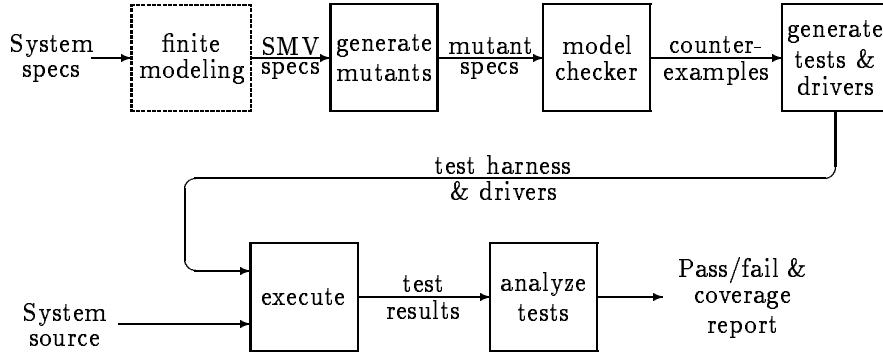 System
specs
finite
modeling
SMV
specs
generate
mutants
mutant
specs
model
checker
counter-
examples
generate
tests &
drivers
test harness
& drivers
System
source
execute
test
results
analyze
tests
Pass/fail &
coverage
report